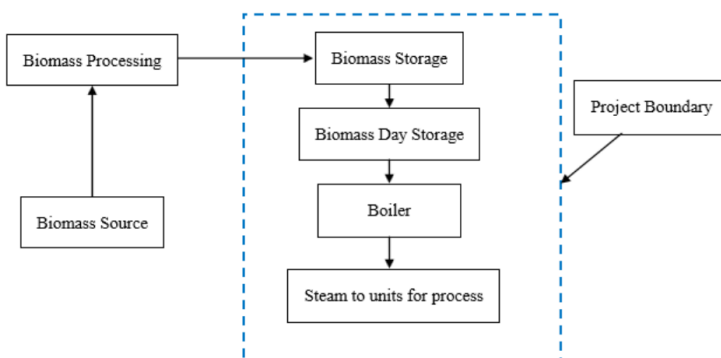 Biomass Processing
Biomass Storage
Project Boundary
Biomass Day Storage
Biomass Source
Boiler
Steam to units for process